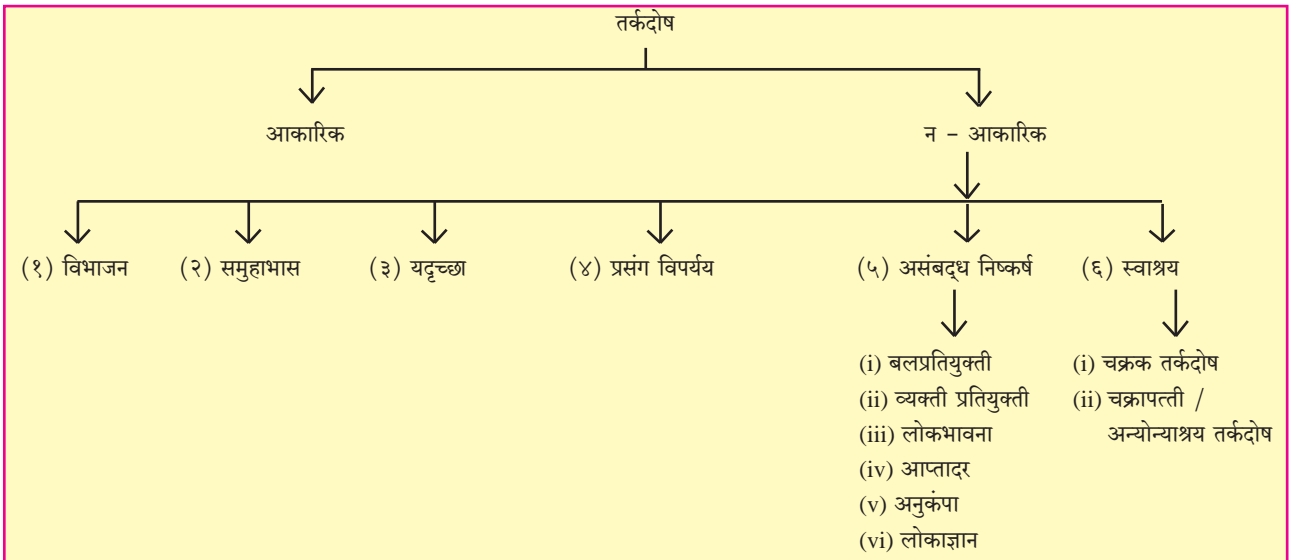 तर्कदोष
आकारिक
न - आकारिक
(१) विभाजन
(२) समुहाभास
(३) यदृच्छा
(४) प्रसंग विपर्यय
(५) असंबद्ध निष्कर्ष
(६) स्वाश्रय
(i) बलप्रतियुक्ती
(ii) व्यक्ती प्रतियुक्ती
(iii) लोकभावना
(iv) आप्तादर
(v) अनुकंपा
(vi) लोकाज्ञान
(i) चक्रक तर्कदोष
(ii) चक्रापत्ती /
अन्योन्याश्रय तर्कदोष